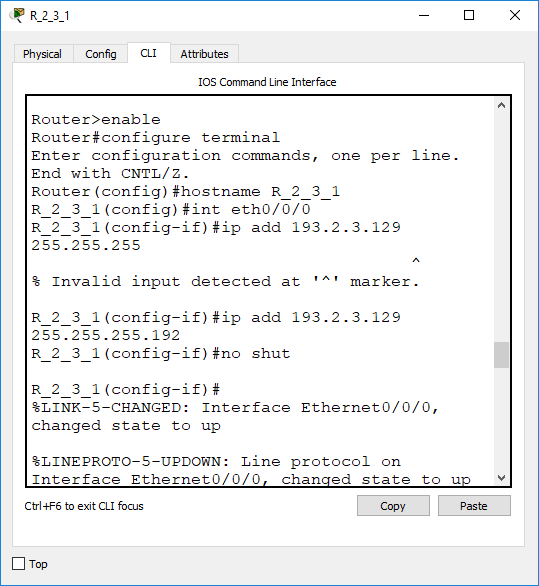 R_2_3_1
Physical Config CLI Attributes
IOS Command Line Interface
Router>enable
Router#configure terminal
Enter configuration commands, one per line.
End with CNTL/Z.
Router(config)#hostname R_2_3_1
R_2_3_1(config)#int eth0/0/0
R_2_3_1(config-if)#ip add 193.2.3.129
255.255.255
^
% Invalid input detected at '^' marker.
R_2_3_1(config-if)#ip add 193.2.3.129
255.255.255.192
R_2_3_1(config-if)#no shut
R_2_3_1(config-if)#
%LINK-5-CHANGED: Interface Ethernet0/0/0,
changed state to up
%LINEPROTO-5-UPDOWN: Line protocol on
Interface Ethernet0/0/0, changed state to up
Ctrl+F6 to exit CLI focus Copy Paste
Top